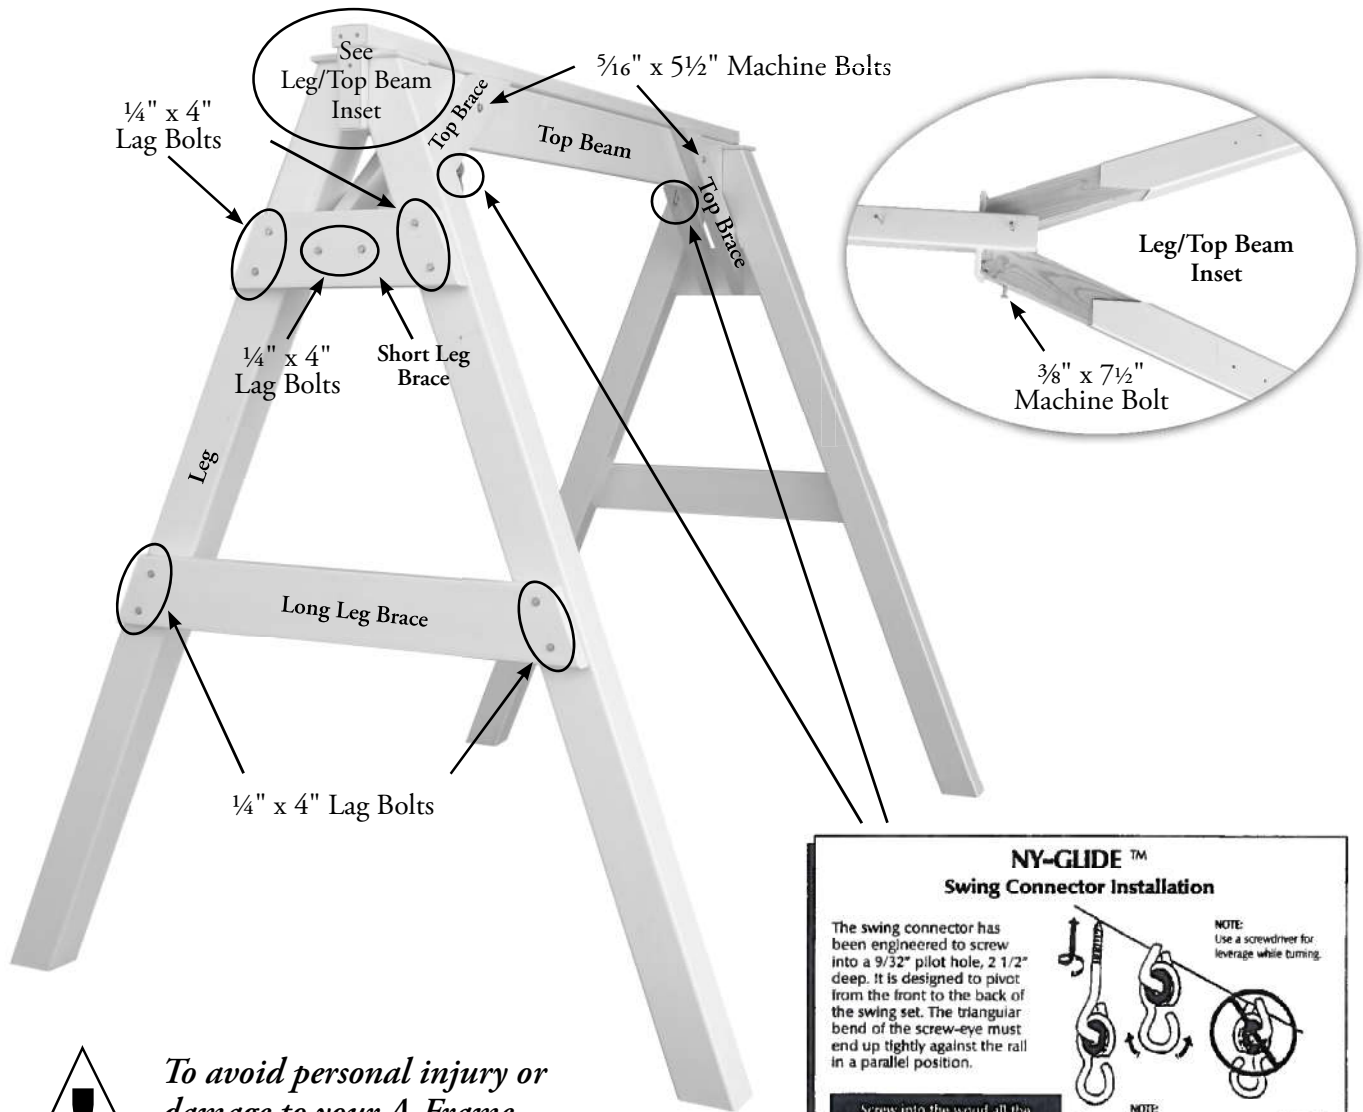 See
Leg/Top Beam
Inset
5⁄16" x 5½" Machine Bolts
¼" x 4"
Lag Bolts
Top Brace
Top Beam
Top Brace
Leg/Top Beam
Inset
¼" x 4"
Lag Bolts
Short Leg
Brace
⅜" x 7½"
Machine Bolt
Leg
Long Leg Brace
¼" x 4" Lag Bolts
NY-GLIDE ™
Swing Connector Installation
The swing connector has
been engineered to screw
into a 9/32" pilot hole, 2 1/2"
deep. It is designed to pivot
from the front to the back of
the swing set. The triangular
bend of the screw-eye must
end up tightly against the rail
in a parallel position.
NOTE:
Use a screwdriver for
leverage while turning.
To avoid personal injury or
damage to your A-Frame
Screw into the wood all the
NOTE: